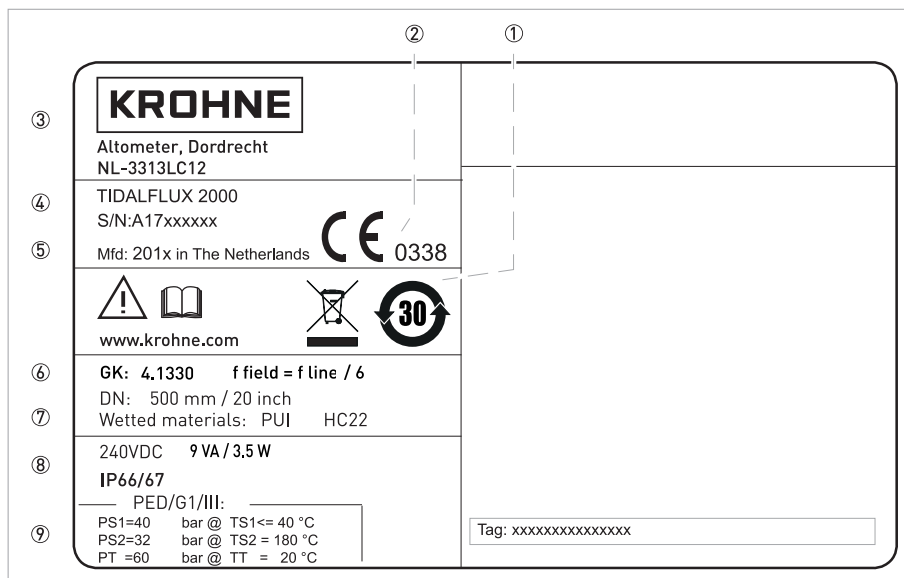 ② ①
③ KROHNE
Altometer, Dordrecht
NL-3313LC12
④ TIDALFLUX 2000
S/N:A17xxxxxx
⑤ Mfd: 201x in The Netherlands CE 0338
30
www.krohne.com
⑥ GK: 4.1330 f field = f line / 6
DN: 500 mm / 20 inch
⑦ Wetted materials: PUI HC22
⑧ 240VDC 9 VA / 3.5 W
IP66/67
PED/G1/III:
PS1=40 bar @ TS1<= 40 °C
⑨ PS2=32 bar @ TS2 = 180 °C
PT =60 bar @ TT = 20 °C
Tag: xxxxxxxxxxxxxxx